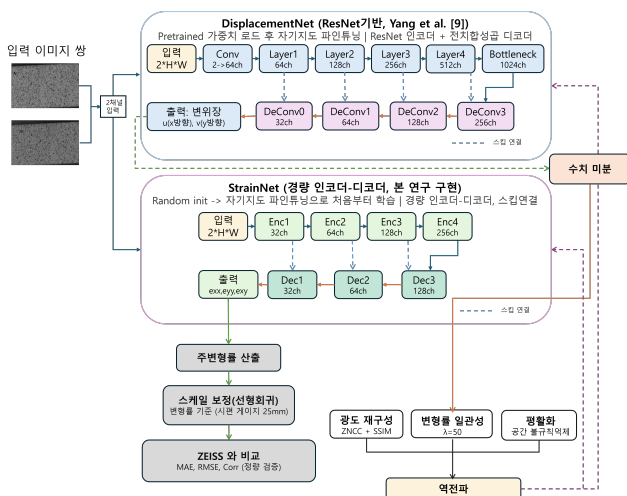 DisplacementNet (ResNet기반, Yang et al. [9])
Pretrained 가중치 로드 후 자기지도 파인튜닝 | ResNet 인코더 + 전치합성곱 디코더
입력 이미지 쌍
2채널
입력
입력
2*H*W
Conv
2->64ch
Layer1
64ch
Layer2
128ch
Layer3
256ch
Layer4
512ch
Bottleneck
1024ch
출력: 변위장
u(x방향), v(y방향)
DeConv0
32ch
DeConv1
64ch
DeConv2
128ch
DeConv3
256ch
스킵 연결
수치 미분
StrainNet (경량 인코더-디코더, 본 연구 구현)
Random init -> 자기지도 파인튜닝으로 처음부터 학습 | 경량 인코더-디코더, 스킵연결
입력
2*H*W
Enc1
32ch
Enc2
64ch
Enc3
128ch
Enc4
256ch
출력
exx,eyy,exy
Dec1
32ch
Dec2
64ch
Dec3
128ch
스킵 연결
주변형률 산출
스케일 보정(선형회귀)
변형률 기준 (시편 게이지 25mm)
ZEISS 와 비교
MAE, RMSE, Corr (정량 검증)
광도 재구성
ZNCC + SSIM
변형률 일관성
λ=50
평활화
공간 불규칙억제
역전파